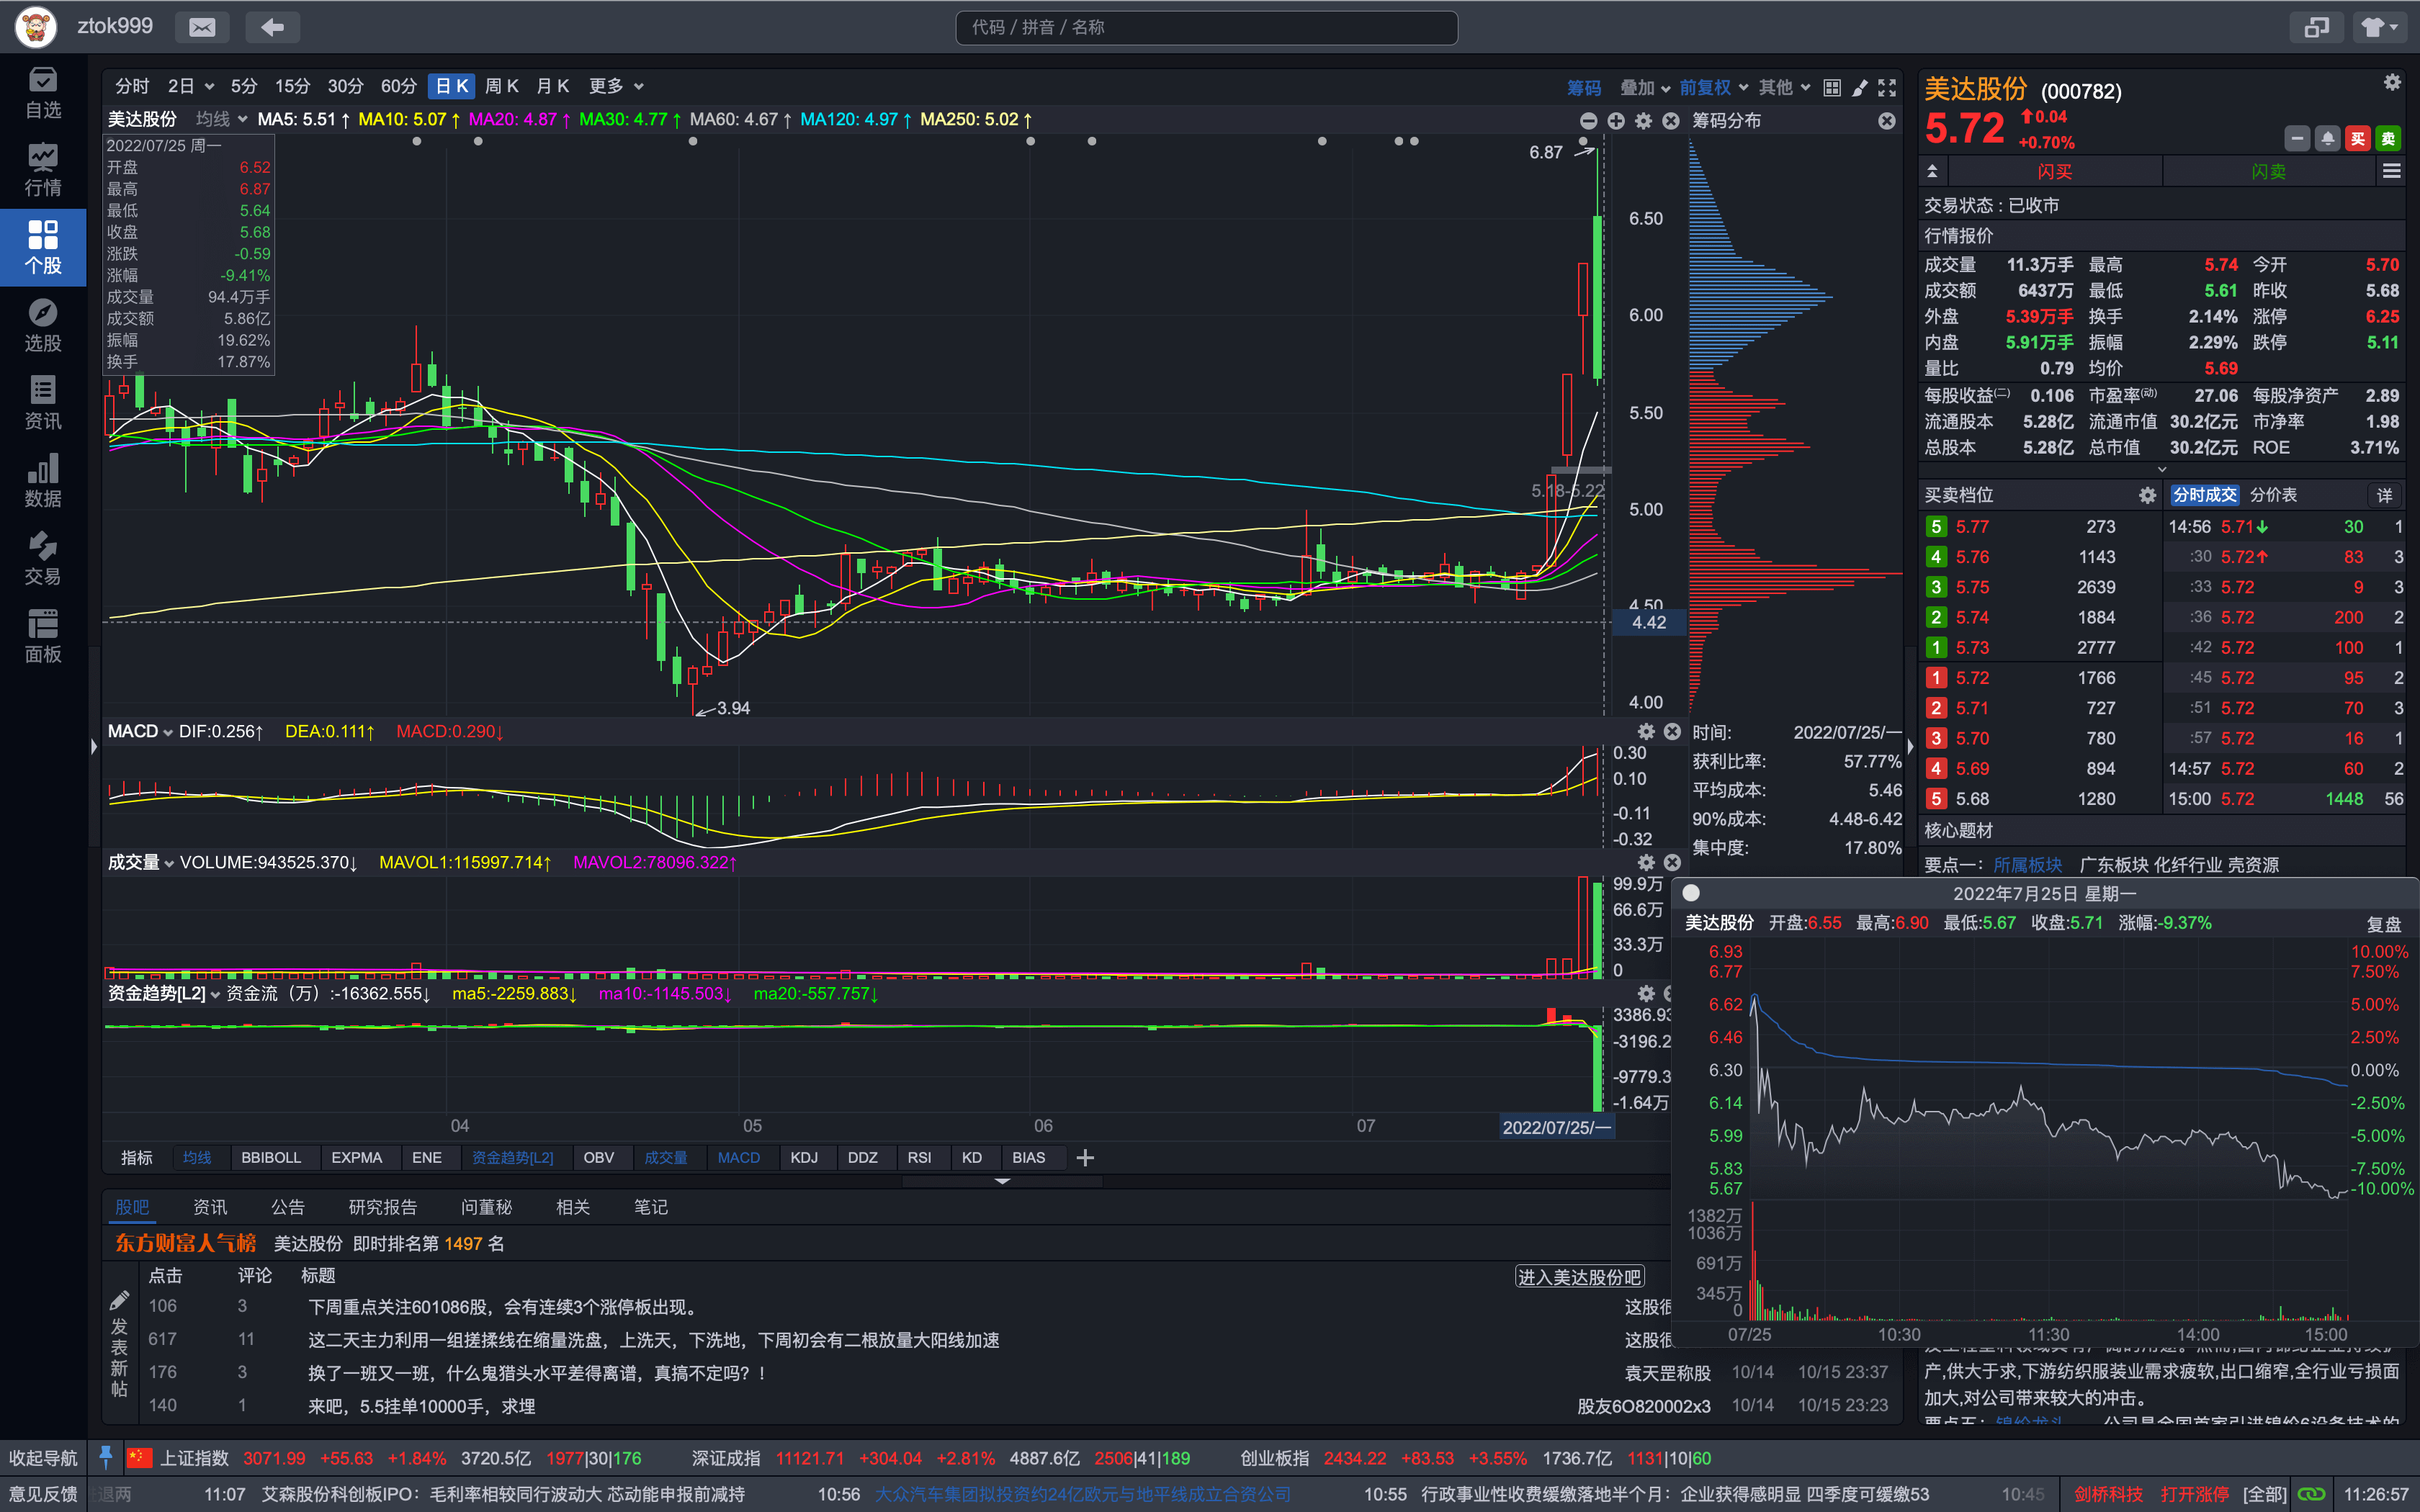 ztok999
代码 / 拼音 / 名称
自选
行情
个股
选股
资讯
数据
交易
面板
分时 2日 5分 15分 30分 60分 日K 周K 月K 更多 筹码 叠加 前复权 其他
美达股份 均线 MA5: 5.51↑ MA10: 5.07↑ MA20: 4.87↑ MA30: 4.77↑ MA60: 4.67↑ MA120: 4.97↑ MA250: 5.02↑
筹码分布
2022/07/25 周一
开盘 6.52
最高 6.87
最低 5.64
收盘 5.68
涨跌 -0.59
涨幅 -9.41%
成交量 94.4万手
成交额 5.86亿
振幅 19.62%
换手 17.87%
6.87
6.50
6.00
5.50
5.18-5.22
5.00
4.50
4.42
4.00
3.94
MACD DIF:0.256↑ DEA:0.111↑ MACD:0.290↓
0.30
0.10
-0.11
-0.32
成交量 VOLUME:943525.370↓ MAVOL1:115997.714↑ MAVOL2:78096.322↑
99.9万
66.6万
33.3万
0
资金趋势[L2] 资金流（万）:-16362.555↓ ma5:-2259.883↓ ma10:-1145.503↓ ma20:-557.757↓
3386.93
-3196.2
-9779.3
-1.64万
04 05 06 07 2022/07/25/一
时间: 2022/07/25/一
获利比率: 57.77%
平均成本: 5.46
90%成本: 4.48-6.42
集中度: 17.80%
指标 均线 BBIBOLL EXPMA ENE 资金趋势[L2] OBV 成交量 MACD KDJ DDZ RSI KD BIAS
股吧 资讯 公告 研究报告 问董秘 相关 笔记
东方财富人气榜 美达股份 即时排名第 1497 名
点击 评论 标题 进入美达股份吧
发表新帖
106 3 下周重点关注601086股，会有连续3个涨停板出现。 这股很
617 11 这二天主力利用一组搓揉线在缩量洗盘，上洗天，下洗地，下周初会有二根放量大阳线加速 这股很
176 3 换了一班又一班，什么鬼猎头水平差得离谱，真搞不定吗？！ 袁天罡称股 10/14 10/15 23:37
140 1 来吧，5.5挂单10000手，求埋 股友6O820002x3 10/14 10/15 23:23
美达股份 (000782)
5.72 0.04
+0.70%
买 卖
闪买 闪卖
交易状态：已收市
行情报价
成交量 11.3万手 最高 5.74 今开 5.70
成交额 6437万 最低 5.61 昨收 5.68
外盘 5.39万手 换手 2.14% 涨停 6.25
内盘 5.91万手 振幅 2.29% 跌停 5.11
量比 0.79 均价 5.69
每股收益(二) 0.106 市盈率(动) 27.06 每股净资产 2.89
流通股本 5.28亿 流通市值 30.2亿元 市净率 1.98
总股本 5.28亿 总市值 30.2亿元 ROE 3.71%
买卖档位 分时成交 分价表 详
5 5.77 273 14:56 5.71↓ 30 1
4 5.76 1143 :30 5.72↑ 83 3
3 5.75 2639 :33 5.72 9 3
2 5.74 1884 :36 5.72 200 2
1 5.73 2777 :42 5.72 100 1
1 5.72 1766 :45 5.72 95 2
2 5.71 727 :51 5.72 70 3
3 5.70 780 :57 5.72 16 1
4 5.69 894 14:57 5.72 60 2
5 5.68 1280 15:00 5.72 1448 56
核心题材
要点一：所属板块 广东板块 化纤行业 壳资源
2022年7月25日 星期一
美达股份 开盘:6.55 最高:6.90 最低:5.67 收盘:5.71 涨幅:-9.37% 复盘
6.93 10.00%
6.77 7.50%
6.62 5.00%
6.46 2.50%
6.30 0.00%
6.14 -2.50%
5.99 -5.00%
5.83 -7.50%
5.67 -10.00%
1382万
1036万
691万
345万
0
07/25 10:30 11:30 14:00 15:00
产,供大于求,下游纺织服装业需求疲软,出口缩窄,全行业亏损面
加大,对公司带来较大的冲击。
收起导航 上证指数 3071.99 +55.63 +1.84% 3720.5亿 1977|30|176 深证成指 11121.71 +304.04 +2.81% 4887.6亿 2506|41|189 创业板指 2434.22 +83.53 +3.55% 1736.7亿 1131|10|60
意见反馈 退两 11:07 艾森股份科创板IPO：毛利率相较同行波动大 芯动能申报前减持 10:56 大众汽车集团拟投资约24亿欧元与地平线成立合资公司 10:55 行政事业性收费缓缴落地半个月：企业获得感明显 四季度可缓缴53 10:45 剑桥科技 打开涨停 [全部] 11:26:57